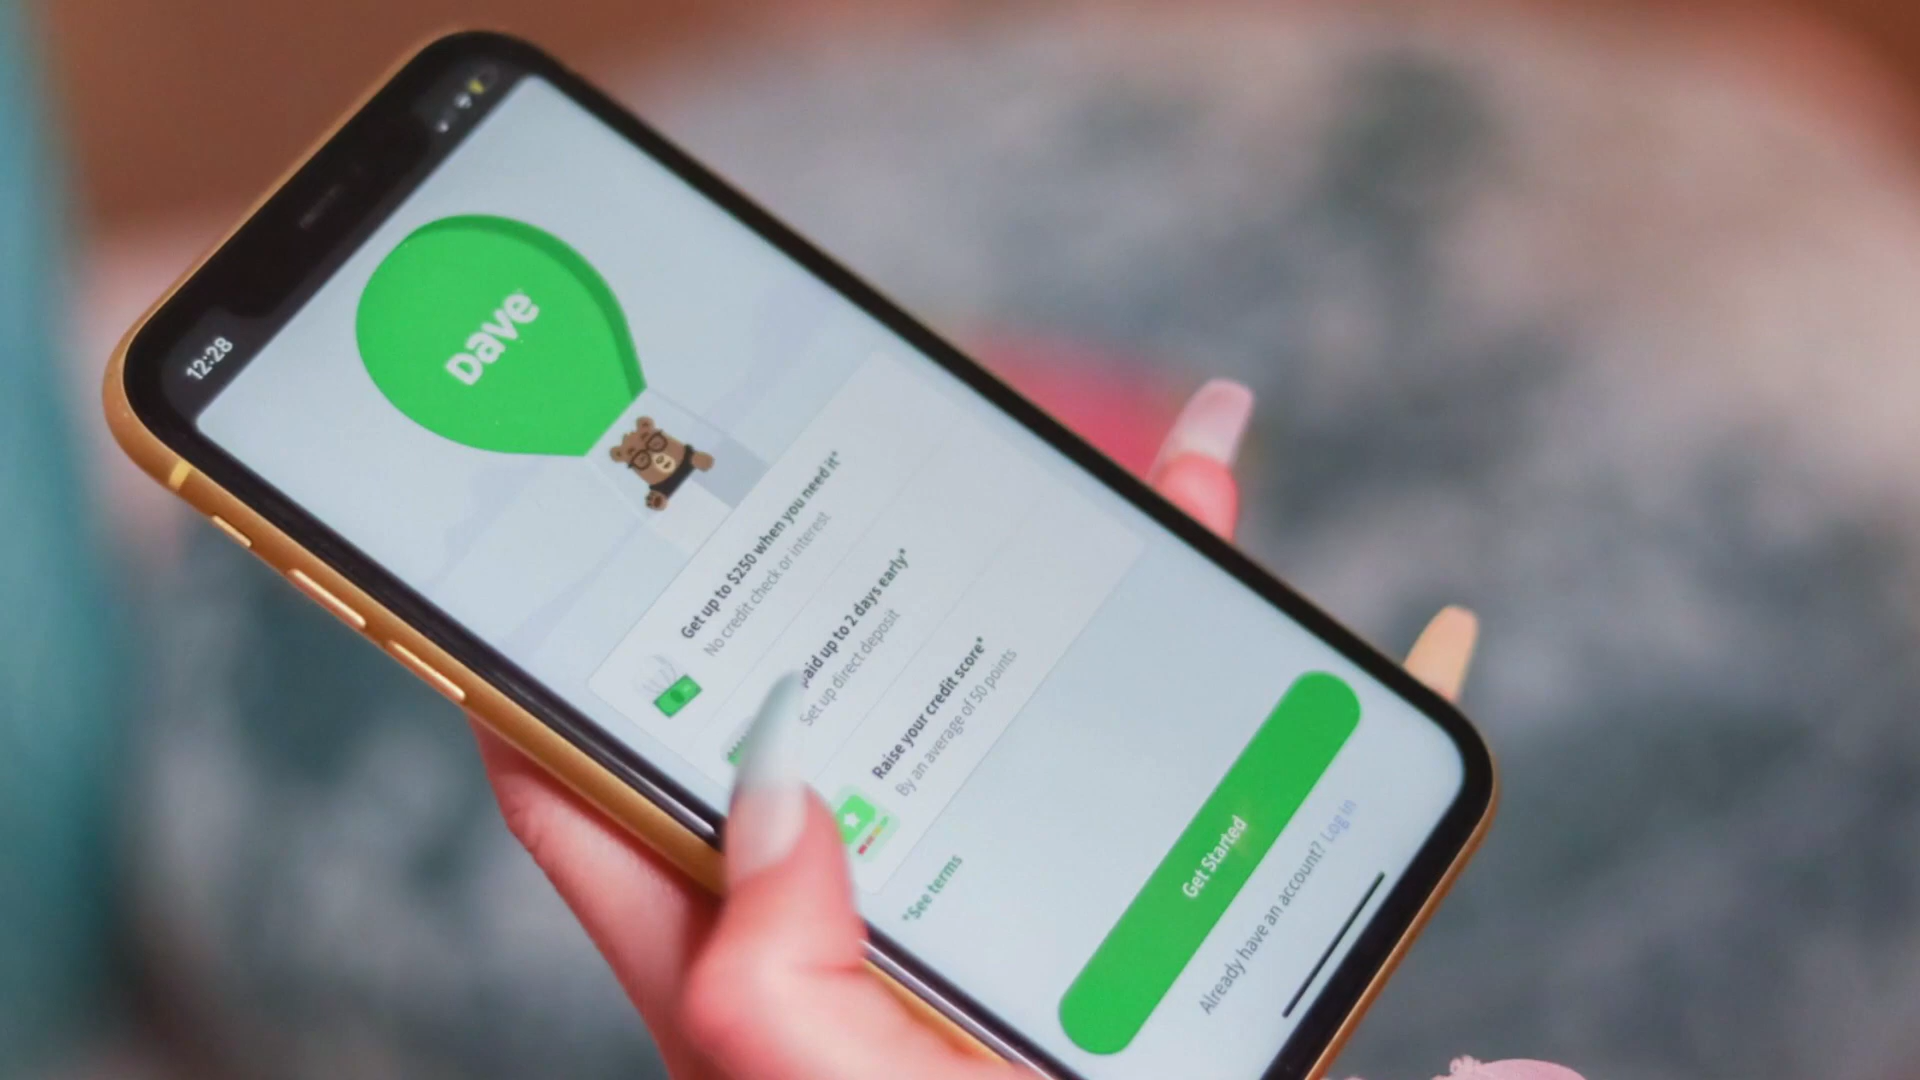 12:28
Dave
Get up to $250 when you need it*
No credit check or interest
paid up to 2 days early*
Set up direct deposit
Raise your credit score*
By an average of 50 points
*See terms
Get Started
Already have an account? Log in